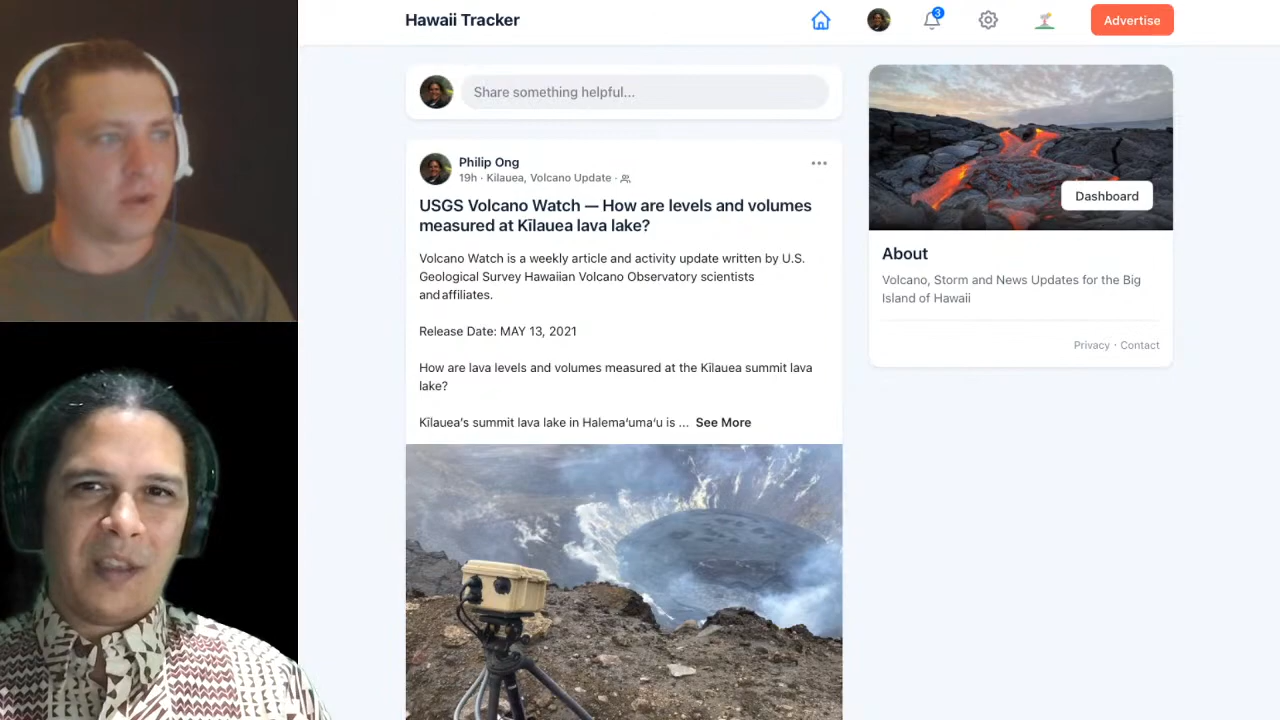 Hawaii Tracker
3
Advertise
Share something helpful...
Philip Ong
19h · Kilauea, Volcano Update ·
USGS Volcano Watch — How are levels and volumes
measured at Kīlauea lava lake?
Volcano Watch is a weekly article and activity update written by U.S.
Geological Survey Hawaiian Volcano Observatory scientists
and affiliates.
Release Date: MAY 13, 2021
How are lava levels and volumes measured at the Kīlauea summit lava
lake?
Kīlauea's summit lava lake in Halemaʻumaʻu is ... See More
Dashboard
About
Volcano, Storm and News Updates for the Big
Island of Hawaii
Privacy · Contact